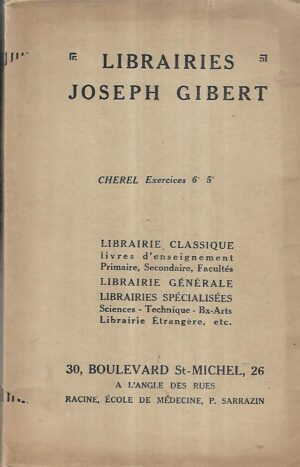 LIBRAIRIES
JOSEPH GIBERT
CHEREL Exercices 6e 5e
LIBRAIRIE CLASSIQUE
livres d'enseignement
Primaire, Secondaire, Facultés
LIBRAIRIE GÉNÉRALE
LIBRAIRIES SPÉCIALISÉES
Sciences - Technique - Bx-Arts
Librairie Étrangère, etc.
30, BOULEVARD St-MICHEL, 26
A L'ANGLE DES RUES
RACINE, ÉCOLE DE MÉDECINE, P. SARRAZIN